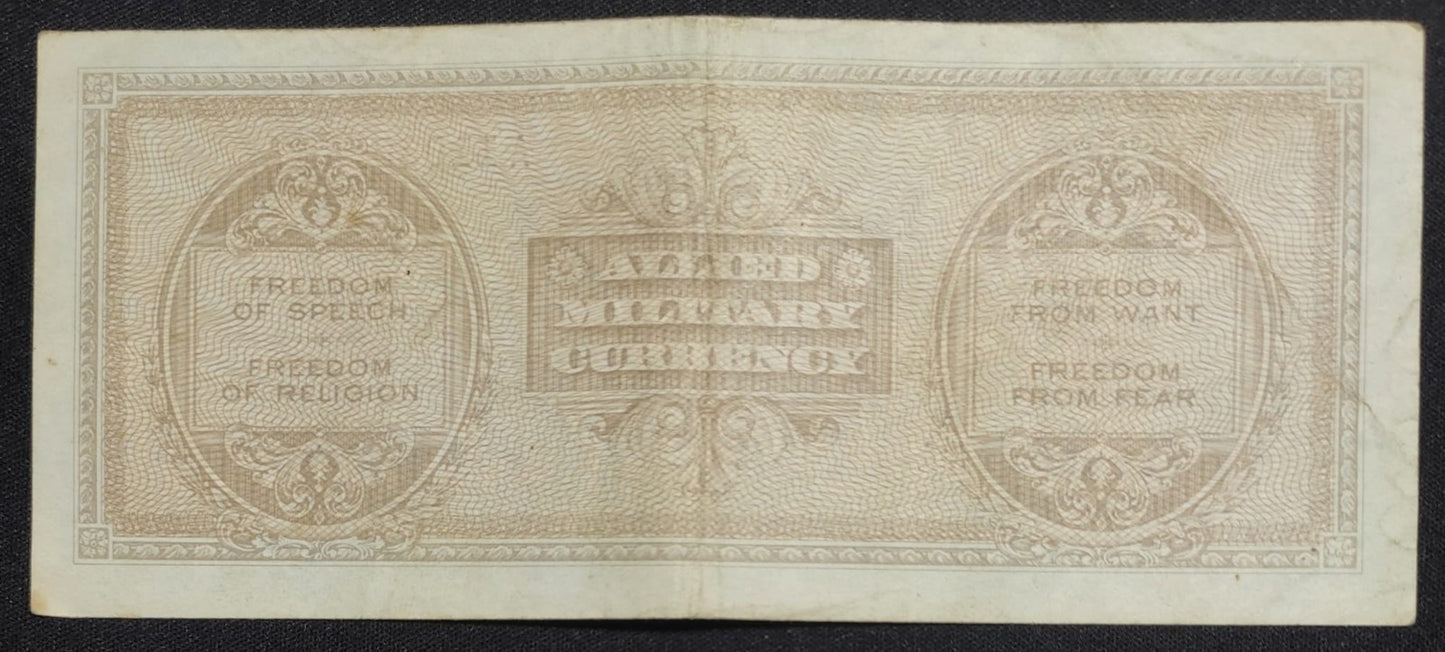 FREEDOM
OF SPEECH
FREEDOM
OF RELIGION
ALLIED
MILITARY
CURRENCY
FREEDOM
FROM WANT
FREEDOM
FROM FEAR